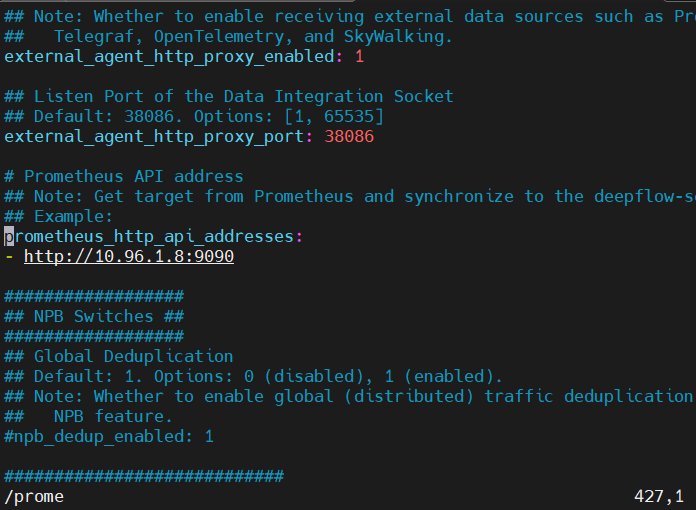 ## Note: Whether to enable receiving external data sources such as Pro
##   Telegraf, OpenTelemetry, and SkyWalking.
external_agent_http_proxy_enabled: 1
## Listen Port of the Data Integration Socket
## Default: 38086. Options: [1, 65535]
external_agent_http_proxy_port: 38086
# Prometheus API address
## Note: Get target from Prometheus and synchronize to the deepflow-se
## Example:
prometheus_http_api_addresses:
- http://10.96.1.8:9090
##################
## NPB Switches ##
##################
## Global Deduplication
## Default: 1. Options: 0 (disabled), 1 (enabled).
## Note: Whether to enable global (distributed) traffic deduplication
##   NPB feature.
#npb_dedup_enabled: 1
############################
/prome 427,1